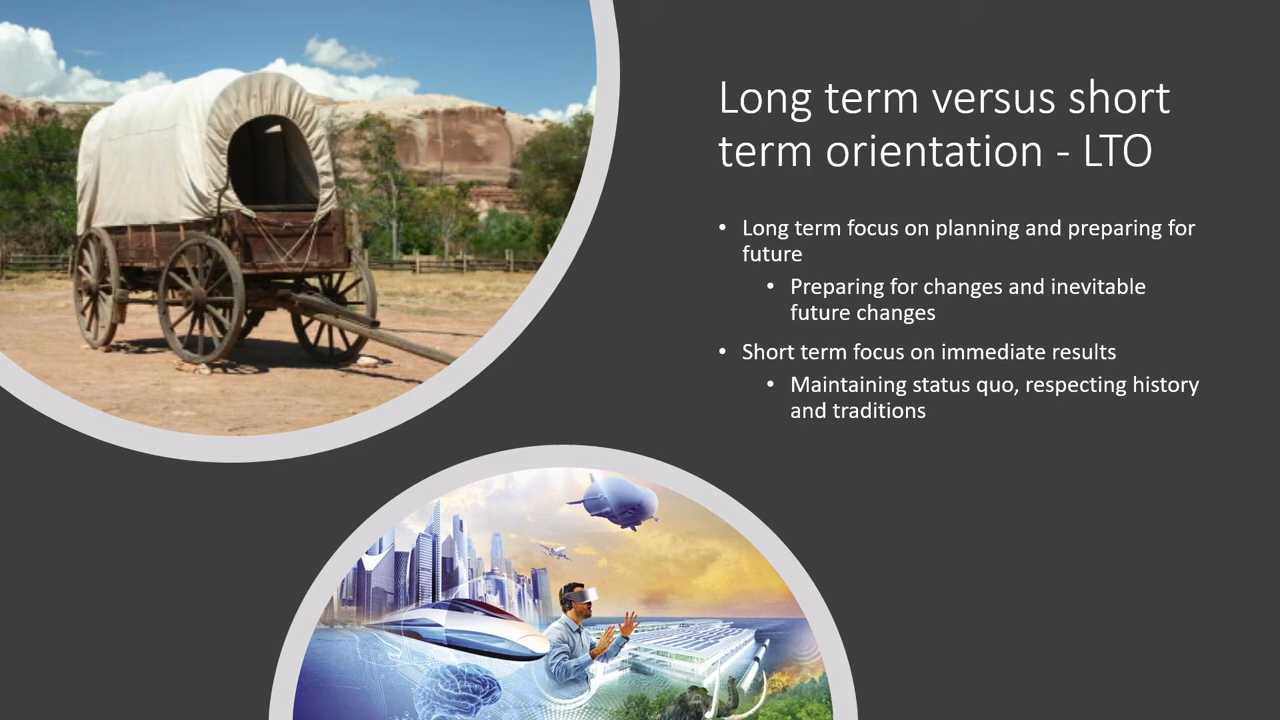 Long term versus short
term orientation - LTO
• Long term focus on planning and preparing for
future
• Preparing for changes and inevitable
future changes
• Short term focus on immediate results
• Maintaining status quo, respecting history
and traditions